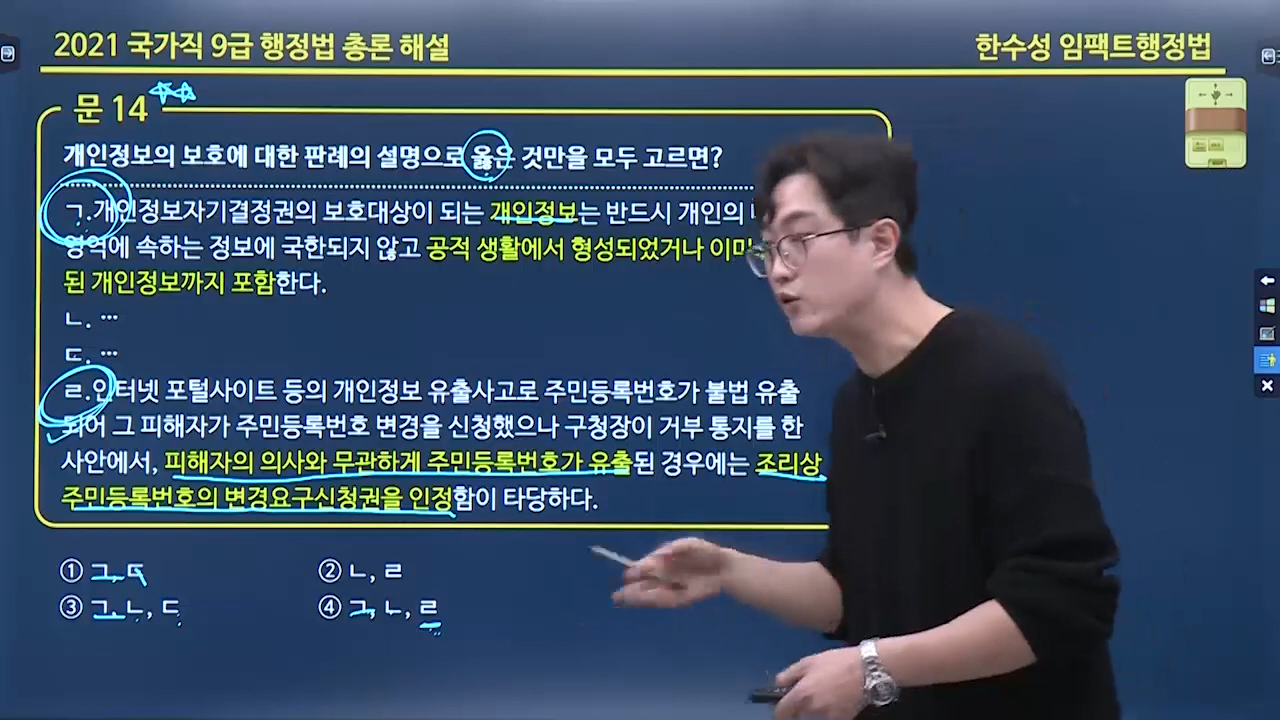 2021 국가직 9급 행정법 총론 해설
한수성 임팩트행정법
문 14
개인정보의 보호에 대한 판례의 설명으로 옳은 것만을 모두 고르면?
ㄱ.개인정보자기결정권의 보호대상이 되는 개인정보는 반드시 개인의
영역에 속하는 정보에 국한되지 않고 공적 생활에서 형성되었거나 이미
된 개인정보까지 포함한다.
ㄴ. …
ㄷ. …
ㄹ.인터넷 포털사이트 등의 개인정보 유출사고로 주민등록번호가 불법 유출
되어 그 피해자가 주민등록번호 변경을 신청했으나 구청장이 거부 통지를 한
사안에서, 피해자의 의사와 무관하게 주민등록번호가 유출된 경우에는 조리상
주민등록번호의 변경요구신청권을 인정함이 타당하다.
① ㄱ, ㄷ
② ㄴ, ㄹ
③ ㄱ, ㄴ, ㄷ
④ ㄱ, ㄴ, ㄹ